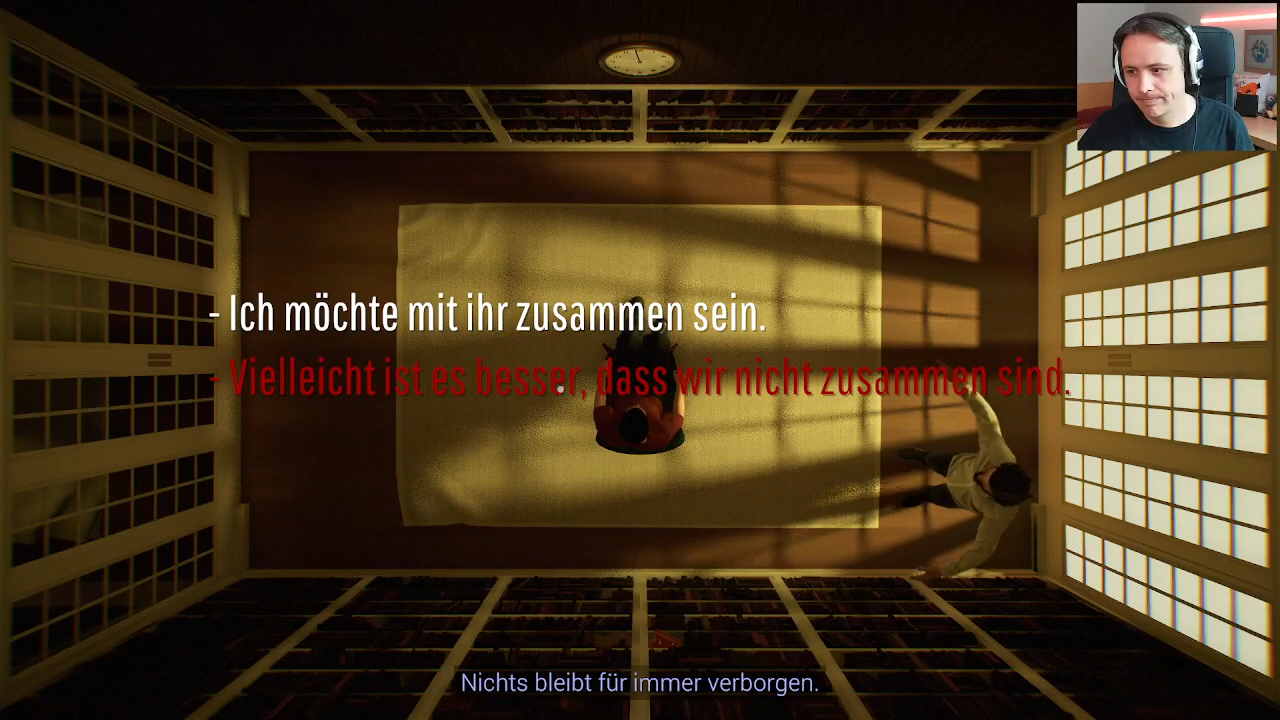 - Ich möchte mit ihr zusammen sein.
- Vielleicht ist es besser, dass wir nicht zusammen sind.
Nichts bleibt für immer verborgen.